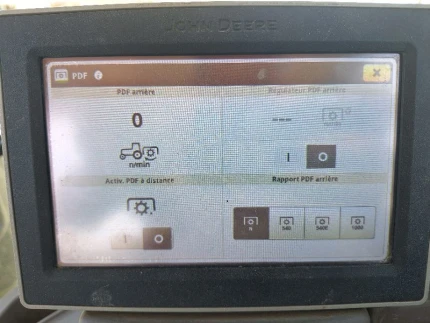 JOHN DEERE
PDF
PDF arrière
Régulateur PDF arrière
0
---
n/min
I O
Activ. PDF à distance
Rapport PDF arrière
I O
N 540 540E 1000